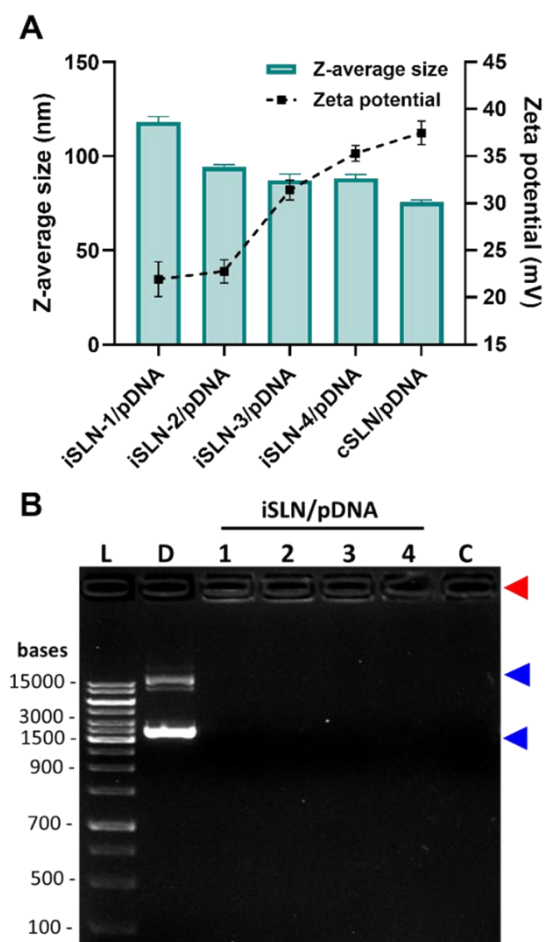 A
Z-average size
Zeta potential
Z-average size (nm)
150
100
50
0
Zeta potential (mV)
45
40
35
30
25
20
15
iSLN-1/pDNA
iSLN-2/pDNA
iSLN-3/pDNA
iSLN-4/pDNA
cSLN/pDNA
B
iSLN/pDNA
L D 1 2 3 4 C
bases
15000 -
3000 -
1500 -
900 -
700 -
500 -
100 -